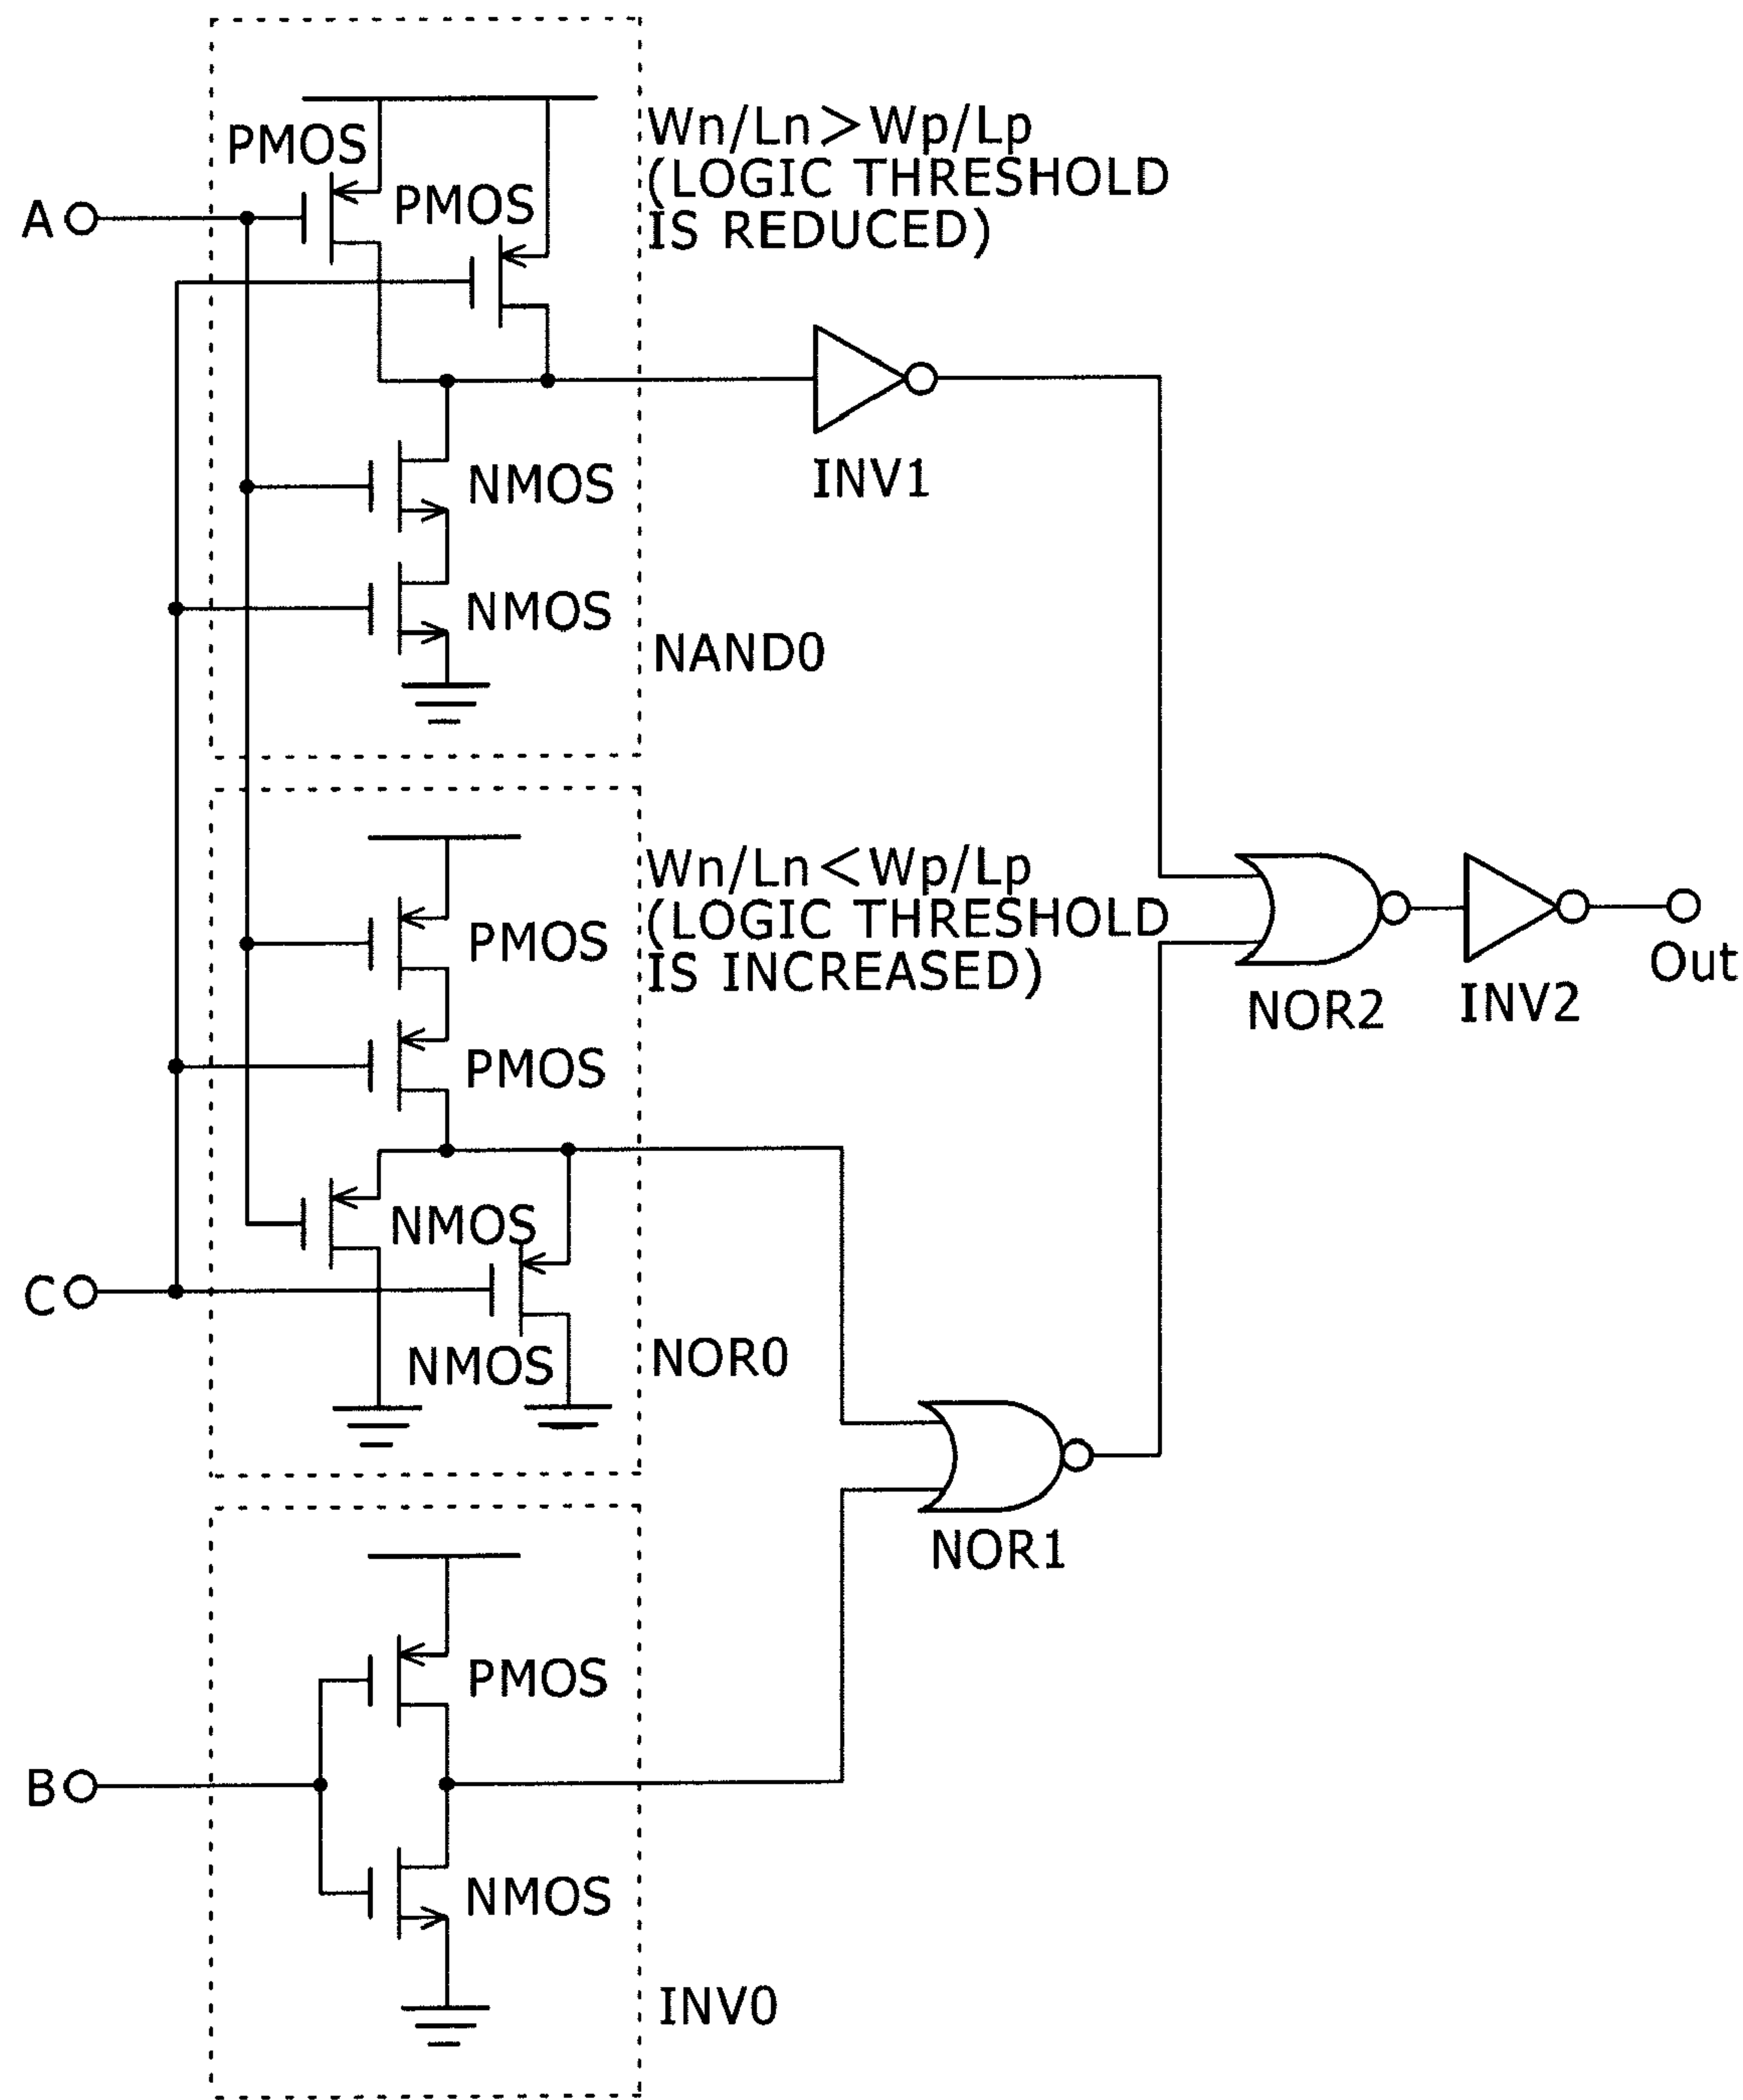 PMOS
Wn/Ln>Wp/Lp
(LOGIC THRESHOLD
IS REDUCED)
PMOS
A
INV1
NMOS
NMOS
NAND0
Wn/Ln<Wp/Lp
(LOGIC THRESHOLD
IS INCREASED)
PMOS
Out
NOR2
INV2
PMOS
NMOS
C
NMOS
NOR0
NOR1
PMOS
B
NMOS
INV0